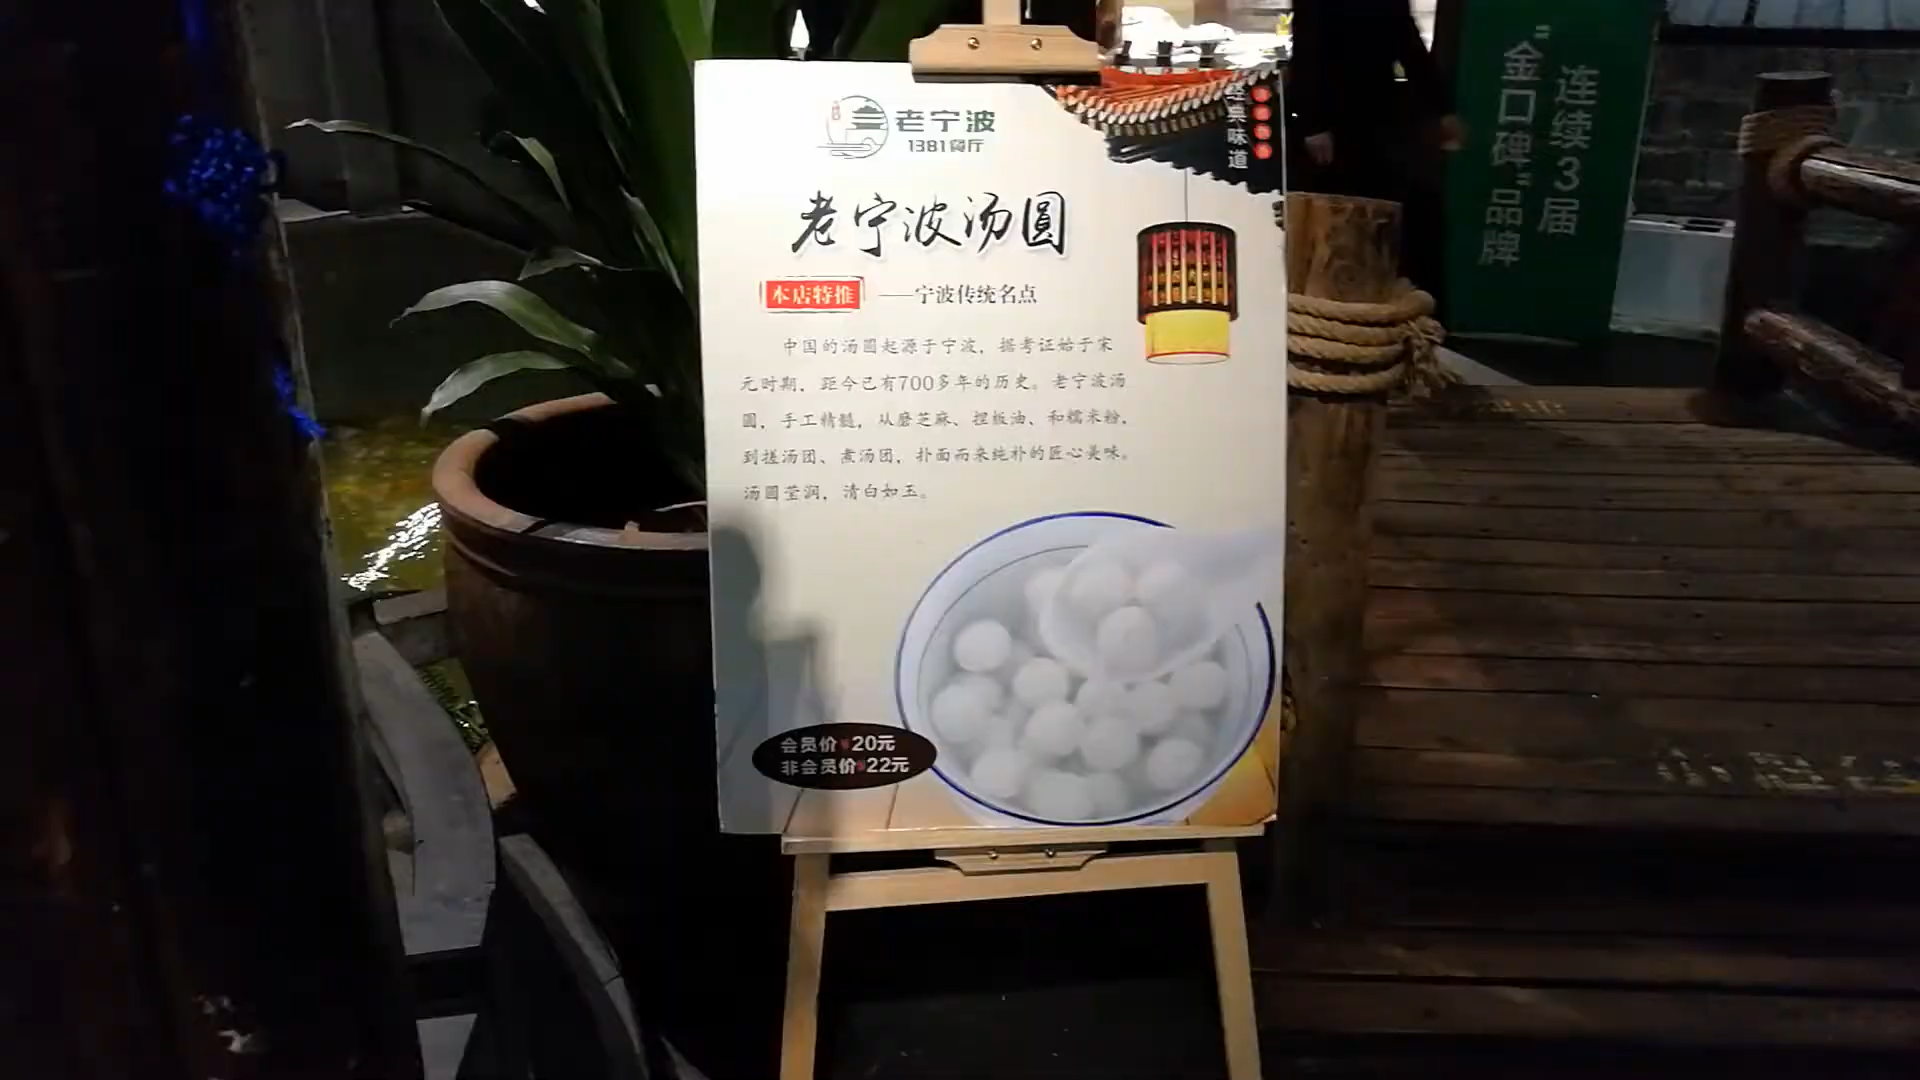 老宁波
1381餐厅
经典味道
老宁波汤圆
本店特推
——宁波传统名点
中国的汤圆起源于宁波，据考证始于宋
元时期，距今已有700多年的历史。老宁波汤
圆，手工精髓，从磨芝麻、捏板油、和糯米粉，
到搓汤团、煮汤团，扑面而来纯朴的匠心美味。
汤圆莹润，清白如玉。
会员价 20元
非会员价 22元
连续3届
"金口碑"品牌